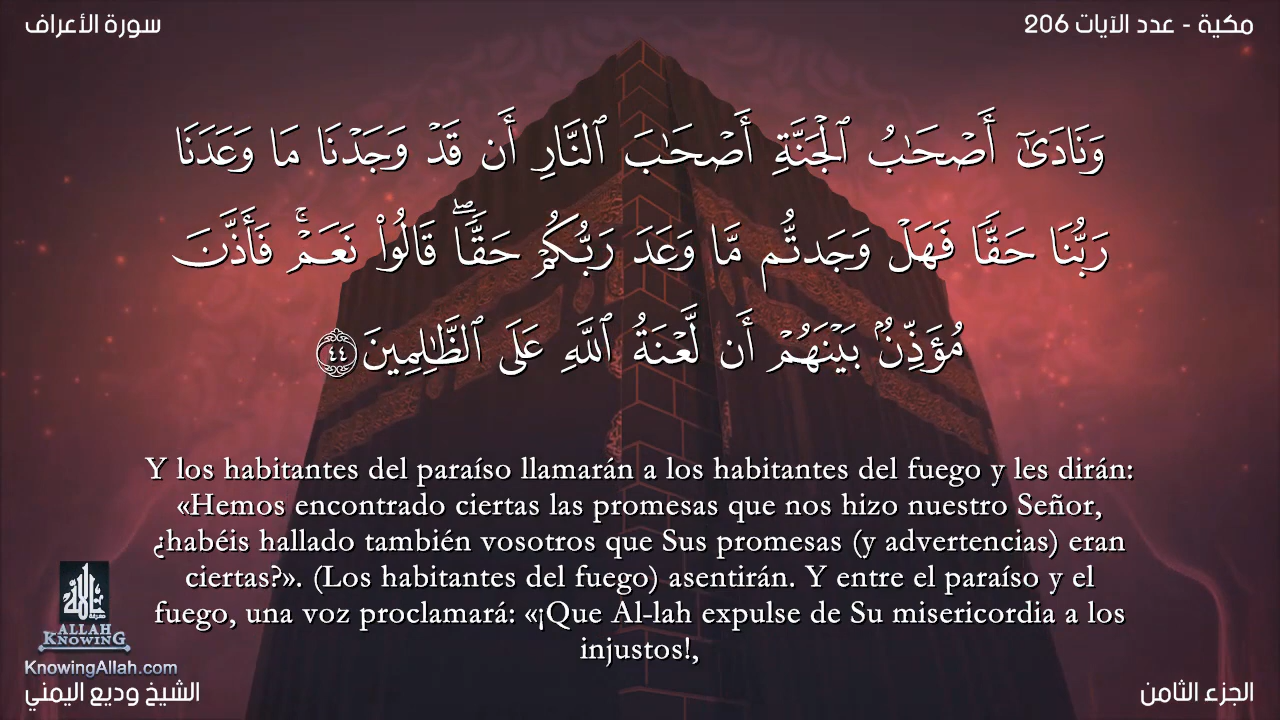 سورة الأعراف
مكية - عدد الآيات 206
وَنَادَىٰٓ أَصْحَٰبُ ٱلْجَنَّةِ أَصْحَٰبَ ٱلنَّارِ أَن قَدْ وَجَدْنَا مَا وَعَدَنَا
رَبُّنَا حَقًّا فَهَلْ وَجَدتُّم مَّا وَعَدَ رَبُّكُمْ حَقًّاۖ قَالُوا۟ نَعَمْۚ فَأَذَّنَ
مُؤَذِّنٌۢ بَيْنَهُمْ أَن لَّعْنَةُ ٱللَّهِ عَلَى ٱلظَّٰلِمِينَ ٤٤
Y los habitantes del paraíso llamarán a los habitantes del fuego y les dirán:
«Hemos encontrado ciertas las promesas que nos hizo nuestro Señor,
¿habéis hallado también vosotros que Sus promesas (y advertencias) eran
ciertas?». (Los habitantes del fuego) asentirán. Y entre el paraíso y el
fuego, una voz proclamará: «¡Que Al-lah expulse de Su misericordia a los
injustos!,
ALLAH
KNOWING
KnowingAllah.com
الشيخ وديع اليمني
الجزء الثامن